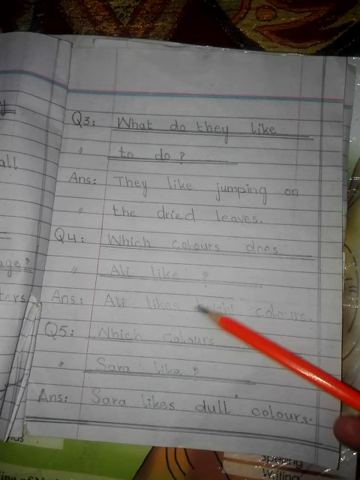 Q3: What do they like
to do?
Ans: They like jumping on
the dried leaves.
Q4: Which colours does
Ali like?
Ans: Ali likes colours.
Q5: Which colours
Sara like?
Ans: Sara likes dull colours.